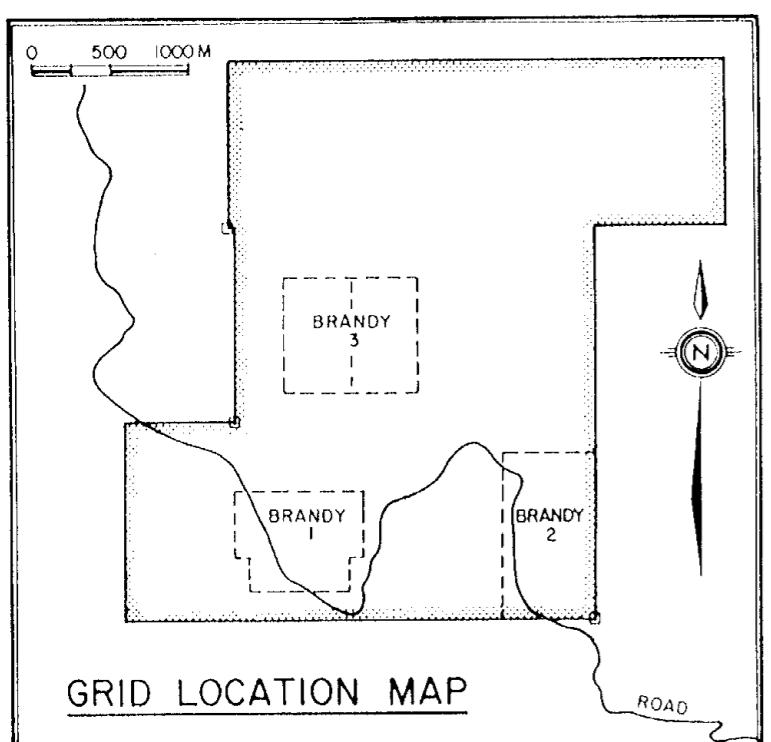 0 500 1000 M
BRANDY
3
BRANDY
1
BRANDY
2
N
GRID LOCATION MAP
ROAD